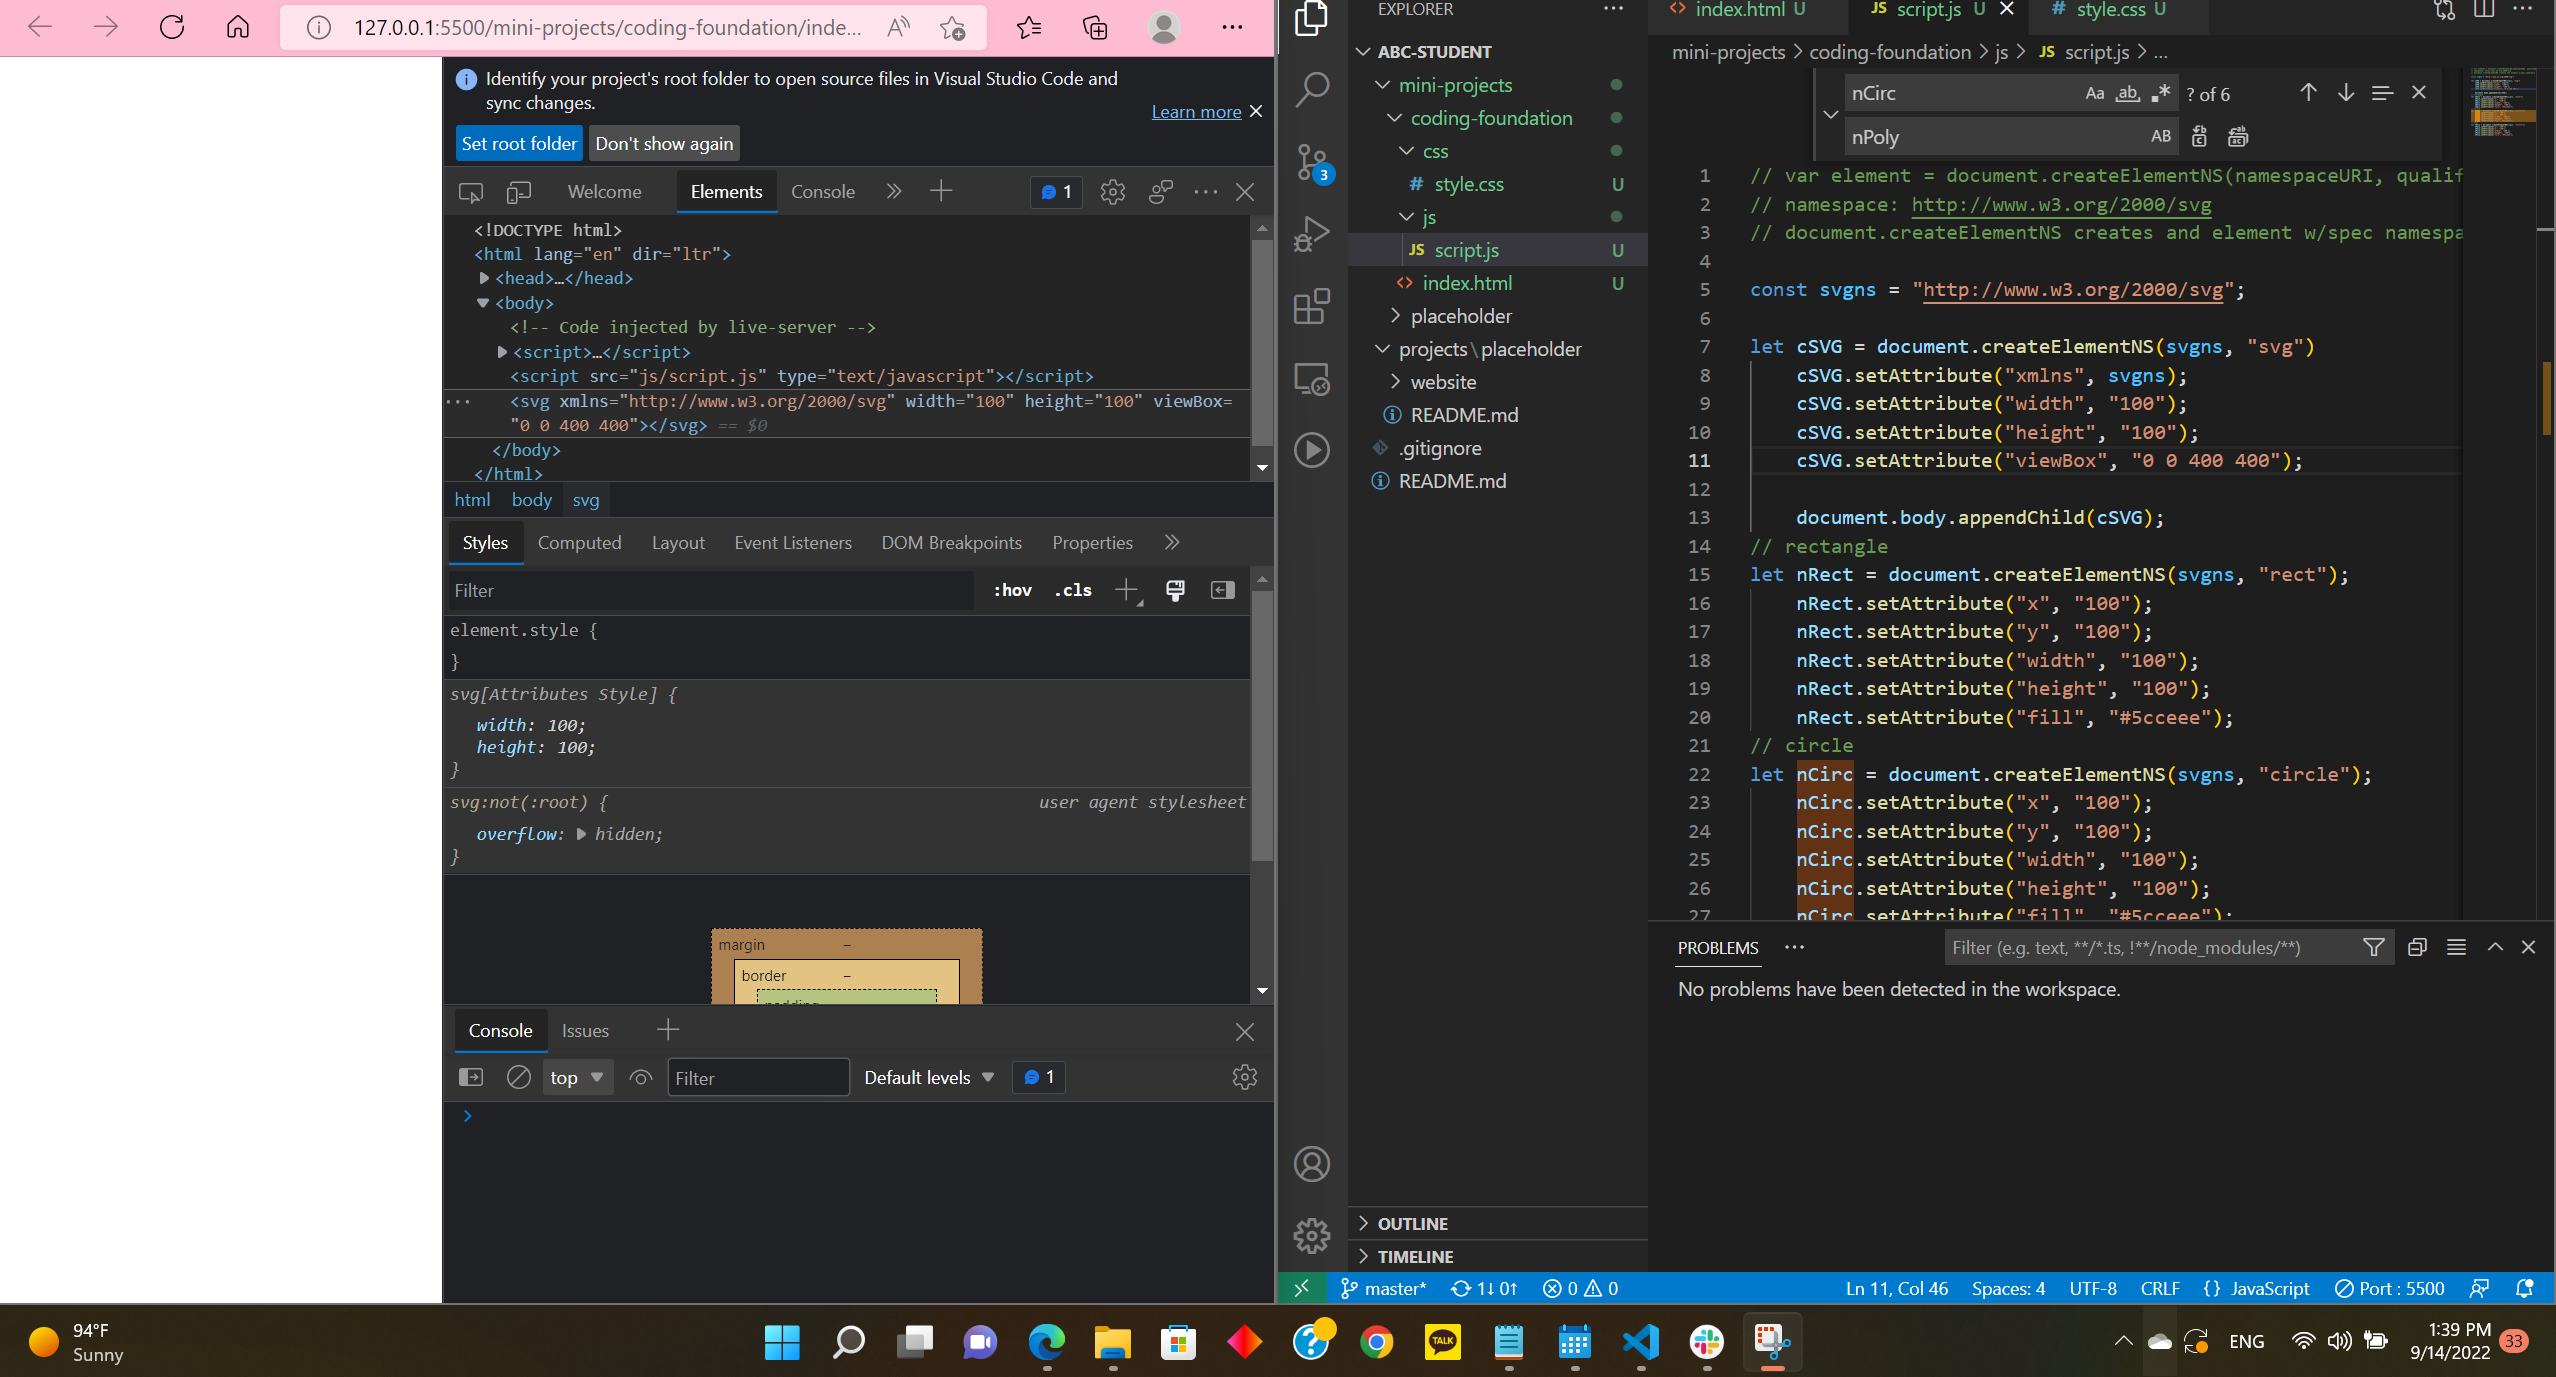 127.0.0.1:5500/mini-projects/coding-foundation/inde...
Identify your project's root folder to open source files in Visual Studio Code and
sync changes.
Learn more
Set root folder
Don't show again
Welcome
Elements
Console
1
<!DOCTYPE html>
<html lang="en" dir="ltr">
<head>…</head>
<body>
<!-- Code injected by live-server -->
<script>…</script>
<script src="js/script.js" type="text/javascript"></script>
<svg xmlns="http://www.w3.org/2000/svg" width="100" height="100" viewBox=
"0 0 400 400"></svg> == $0
</body>
</html>
html body svg
Styles Computed Layout Event Listeners DOM Breakpoints Properties
Filter
:hov .cls
element.style {
}
svg[Attributes Style] {
width: 100;
height: 100;
}
svg:not(:root) {
user agent stylesheet
overflow: hidden;
}
margin –
border –
padding
Console Issues
top
Filter
Default levels
1
EXPLORER
ABC-STUDENT
mini-projects
coding-foundation
css
style.css U
js
script.js U
index.html U
placeholder
projects\placeholder
website
README.md
.gitignore
README.md
3
OUTLINE
TIMELINE
index.html U
script.js U
style.css U
mini-projects > coding-foundation > js > JS script.js > ...
nCirc
Aa ab
? of 6
nPoly
AB
1 // var element = document.createElementNS(namespaceURI, qualif
2 // namespace: http://www.w3.org/2000/svg
3 // document.createElementNS creates and element w/spec namespa
4
5 const svgns = "http://www.w3.org/2000/svg";
6
7 let cSVG = document.createElementNS(svgns, "svg")
8 cSVG.setAttribute("xmlns", svgns);
9 cSVG.setAttribute("width", "100");
10 cSVG.setAttribute("height", "100");
11 cSVG.setAttribute("viewBox", "0 0 400 400");
12
13 document.body.appendChild(cSVG);
14 // rectangle
15 let nRect = document.createElementNS(svgns, "rect");
16 nRect.setAttribute("x", "100");
17 nRect.setAttribute("y", "100");
18 nRect.setAttribute("width", "100");
19 nRect.setAttribute("height", "100");
20 nRect.setAttribute("fill", "#5cceee");
21 // circle
22 let nCirc = document.createElementNS(svgns, "circle");
23 nCirc.setAttribute("x", "100");
24 nCirc.setAttribute("y", "100");
25 nCirc.setAttribute("width", "100");
26 nCirc.setAttribute("height", "100");
27 nCirc.setAttribute("fill", "#5cceee");
PROBLEMS
Filter (e.g. text, **/*.ts, !**/node_modules/**)
No problems have been detected in the workspace.
master* 1↓ 0↑ 0 0
Ln 11, Col 46 Spaces: 4 UTF-8 CRLF {} JavaScript Port : 5500
94°F
Sunny
TALK
ENG
1:39 PM
9/14/2022
33